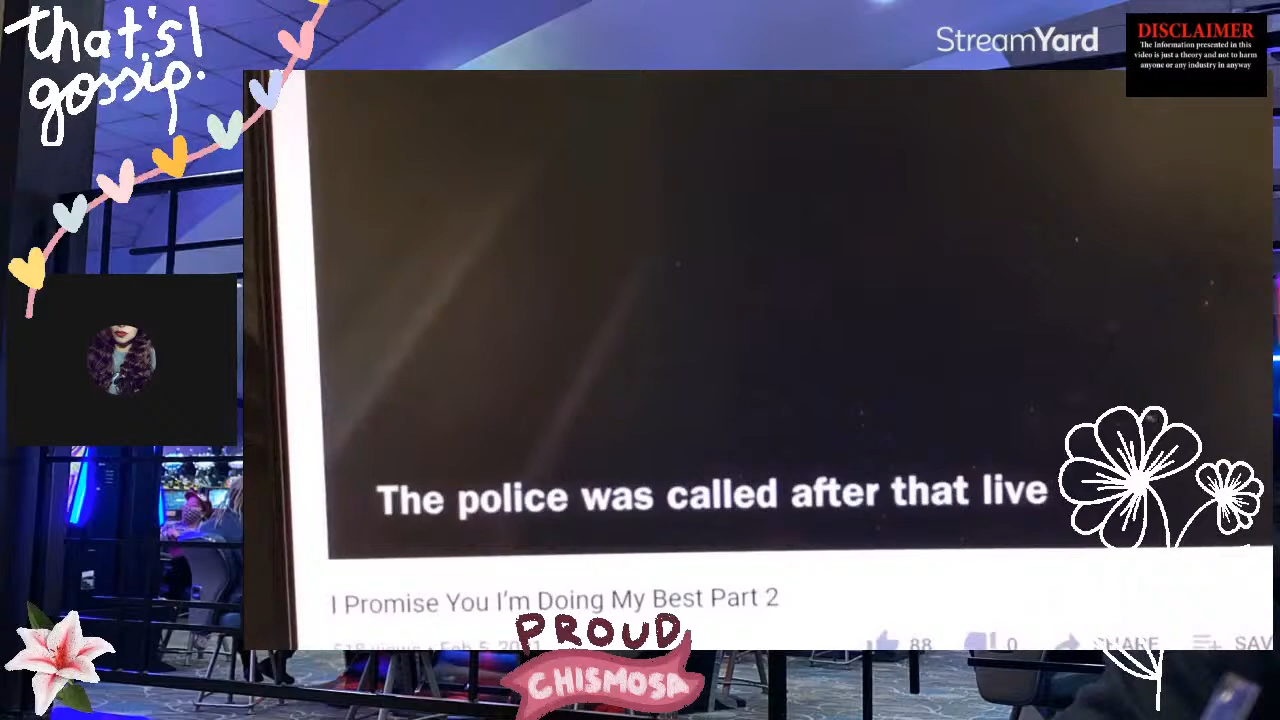 that's
gossip.
StreamYard
DISCLAIMER
The Information presented in this
video is just a theory and not to harm
anyone or any industry in anyway
The police was called after that live
I Promise You I'm Doing My Best Part 2
88
0
SHARE
SAV
PROUD
CHISMOSA